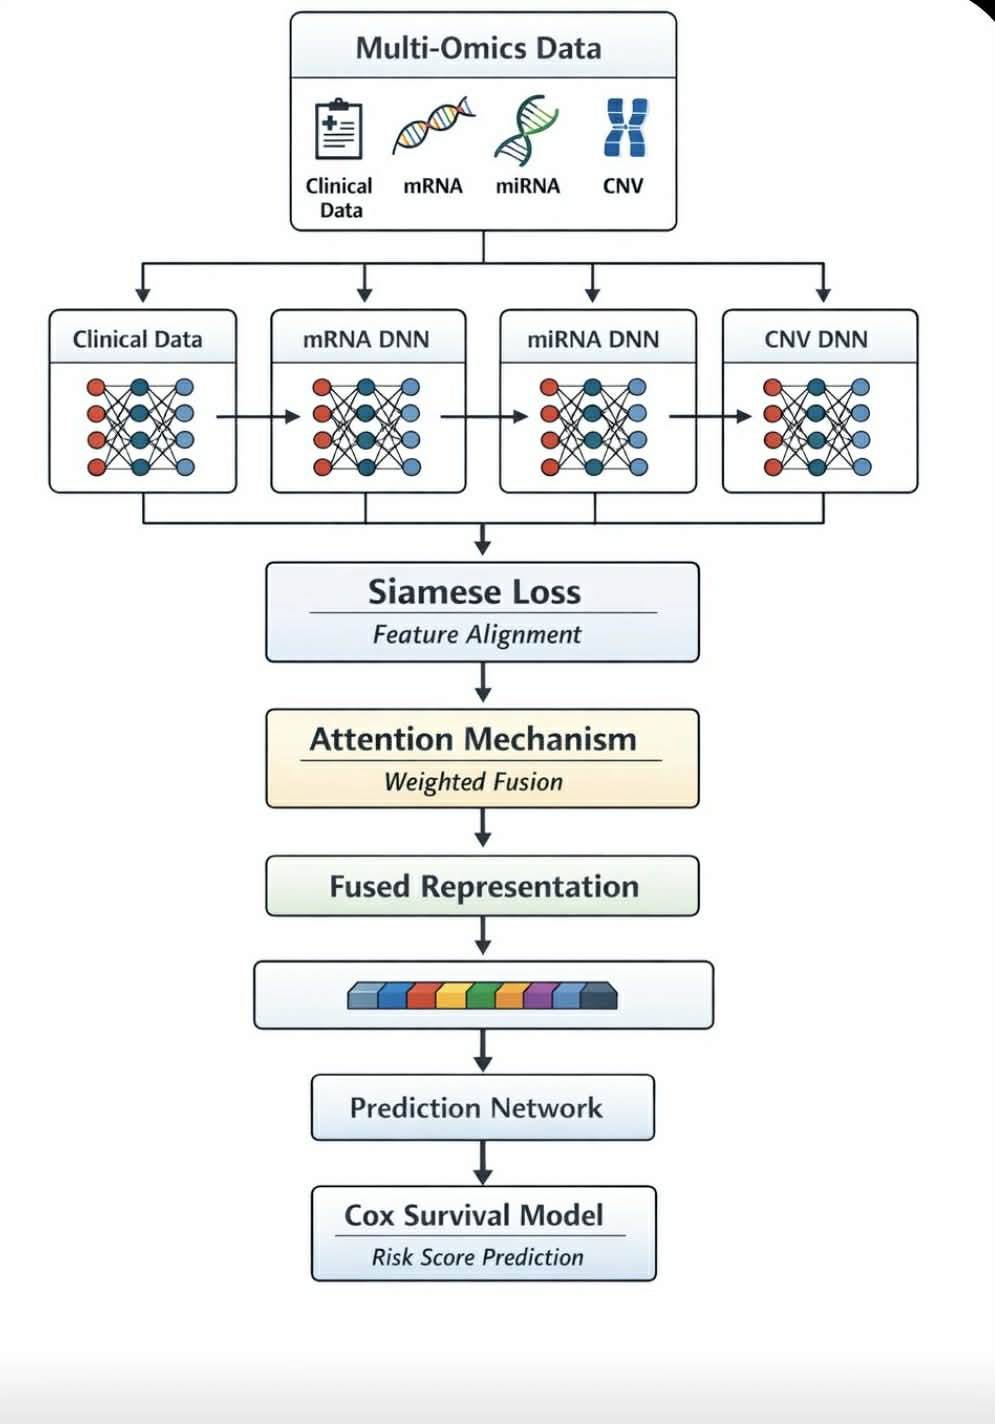 Multi-Omics Data
Clinical Data
mRNA
miRNA
CNV
Clinical Data
mRNA DNN
miRNA DNN
CNV DNN
Siamese Loss
Feature Alignment
Attention Mechanism
Weighted Fusion
Fused Representation
Prediction Network
Cox Survival Model
Risk Score Prediction